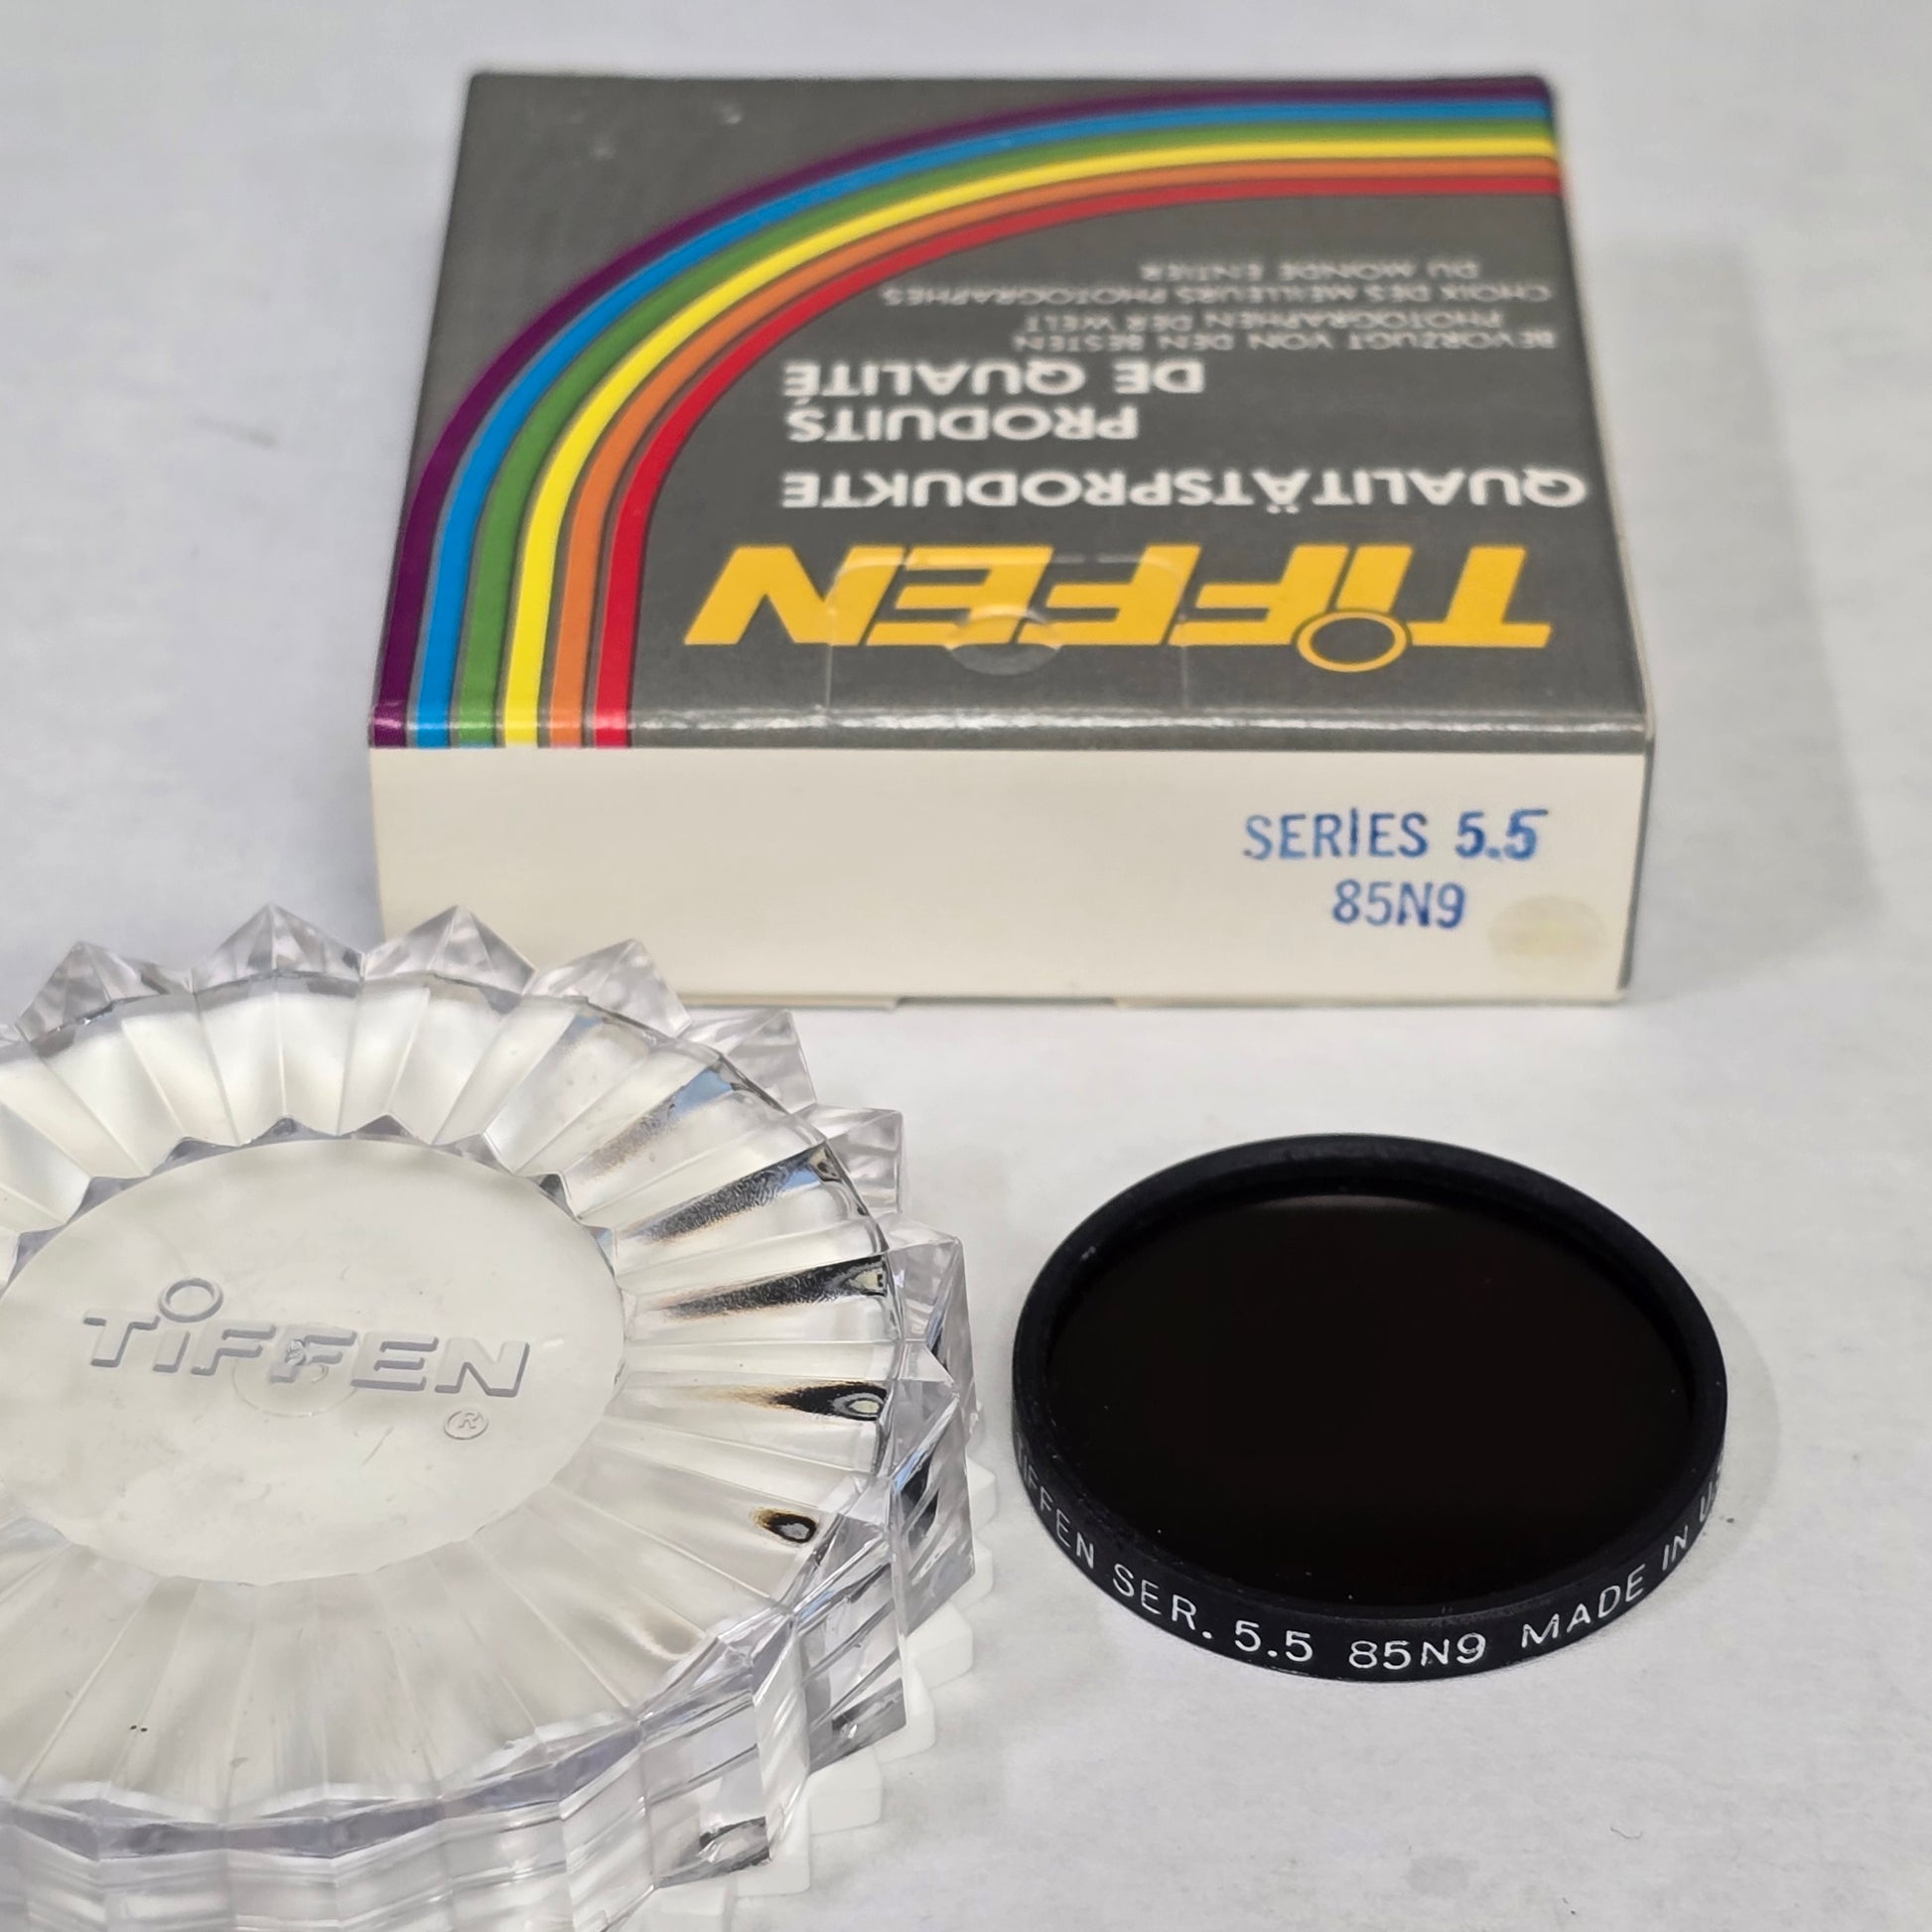 TIFFEN
QUALITÄTSPRODUKTE
PRODUITS
DE QUALITÉ
BEVORZUGT VON DEN BESTEN
PHOTOGRAPHEN DER WELT
CHOIX DES MEILLEURS PHOTOGRAPHES
DU MONDE ENTIER
SERIES 5.5
85N9
TIFFEN
®
TIFFEN SER. 5.5 85N9 MADE IN